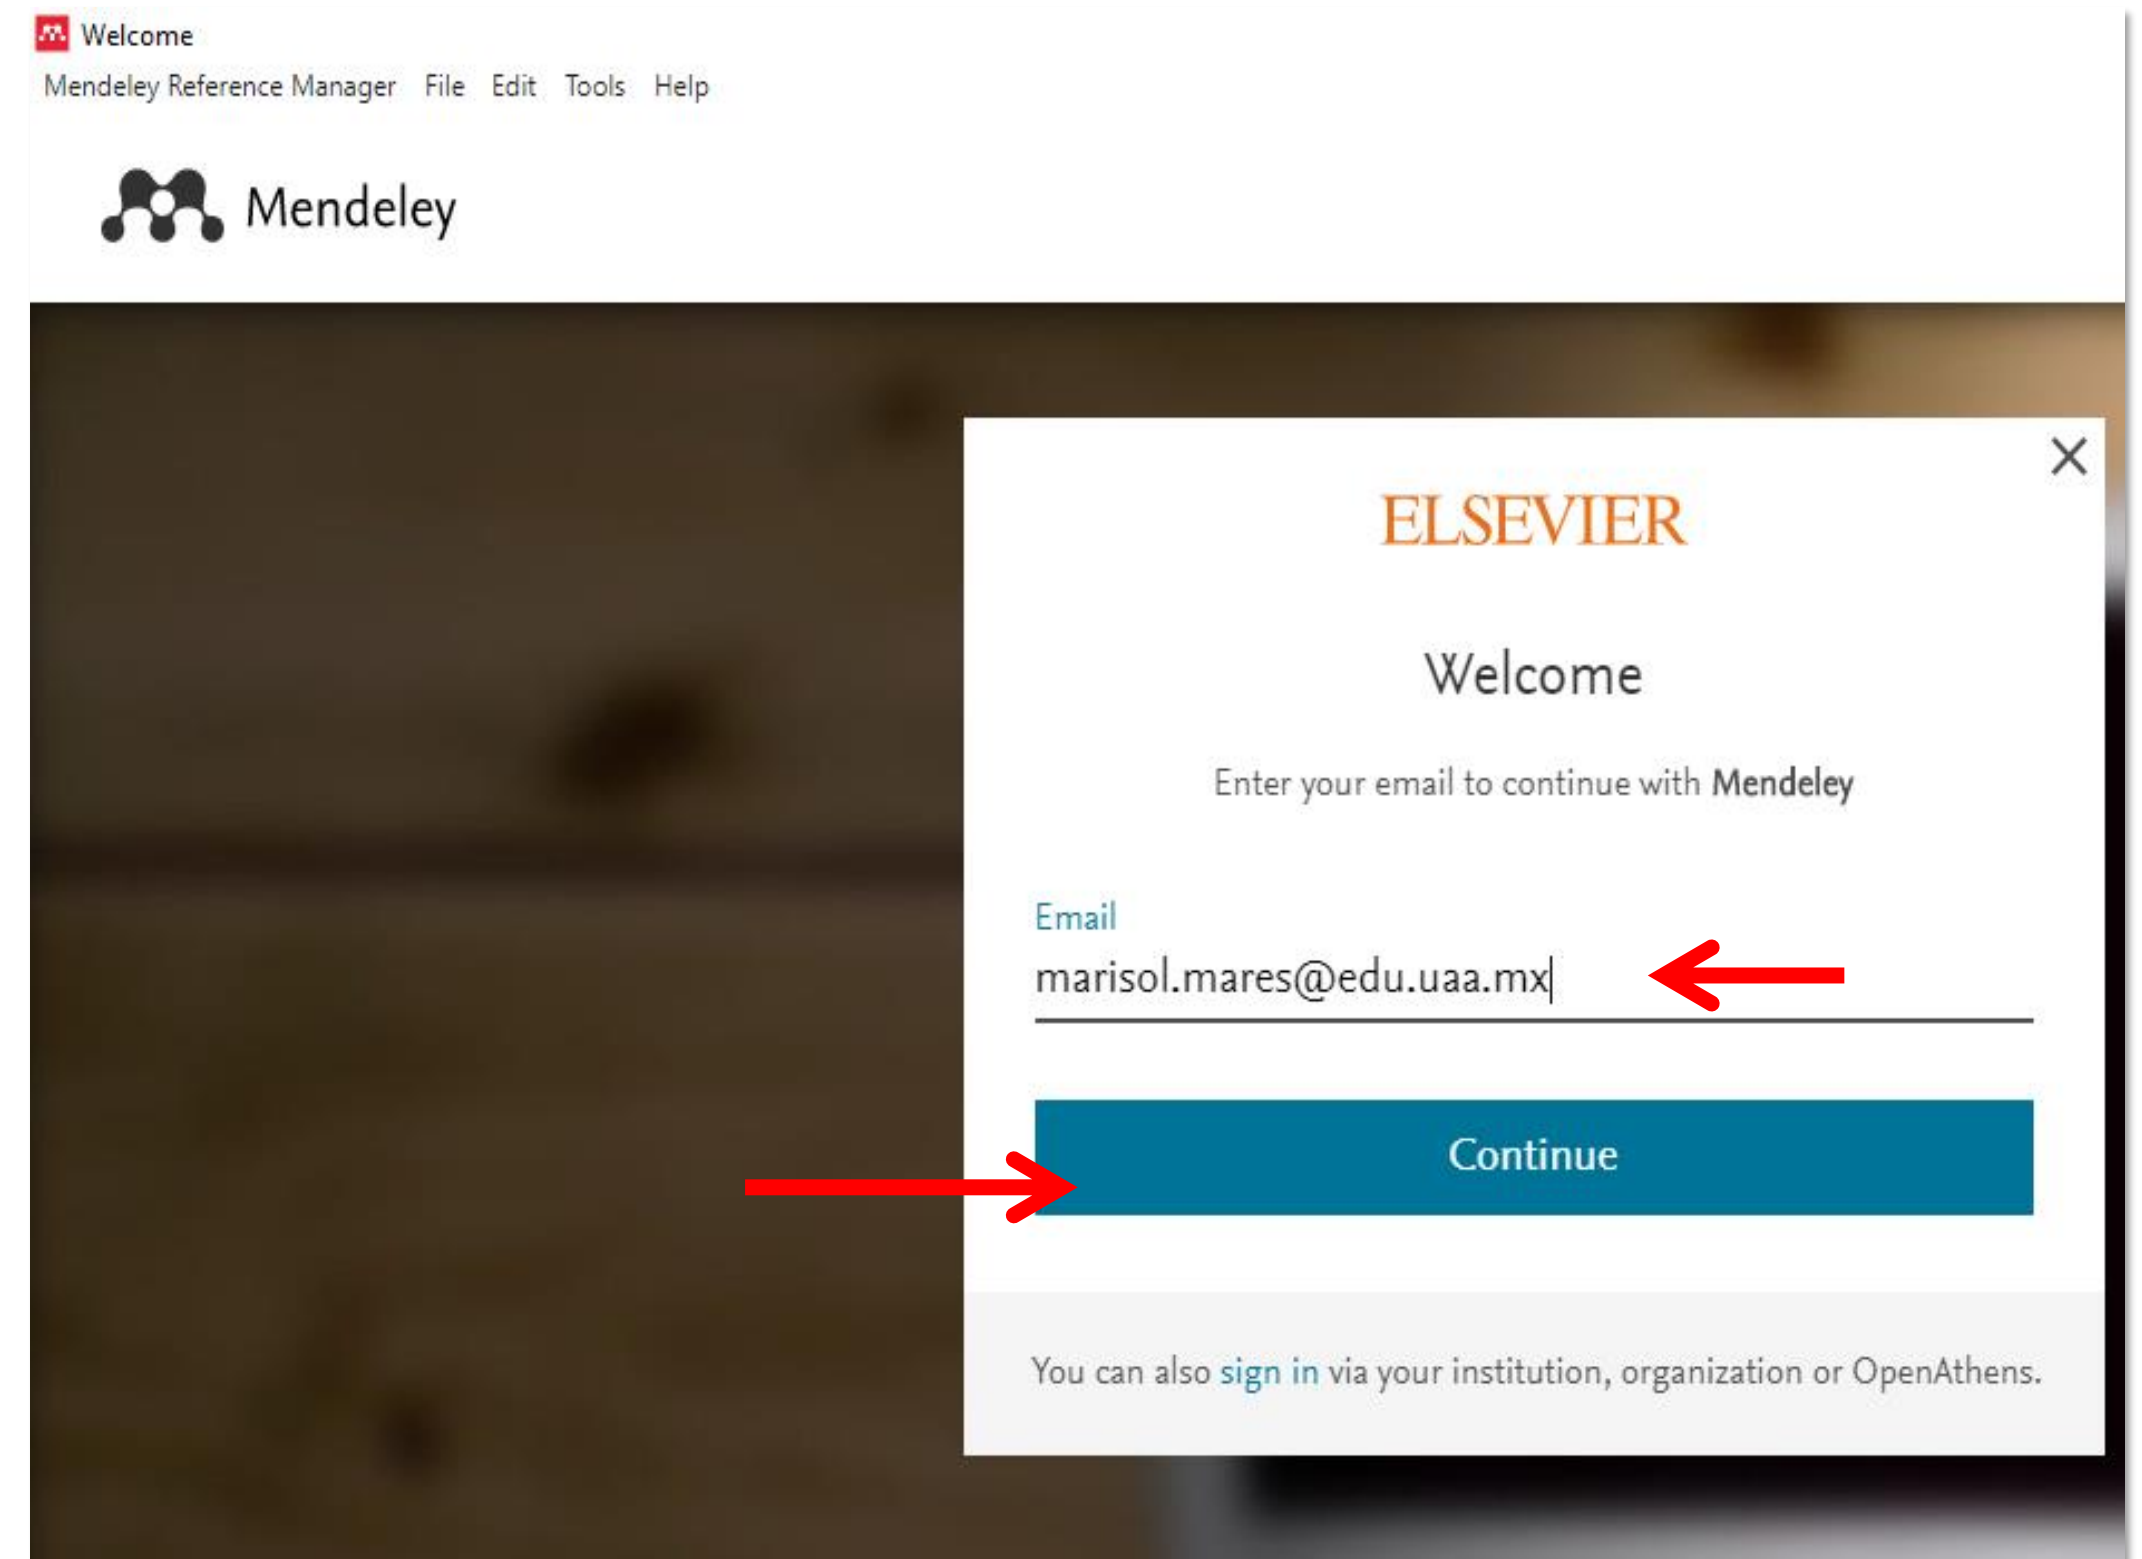 Welcome
Mendeley Reference Manager File Edit Tools Help
Mendeley
ELSEVIER
Welcome
Enter your email to continue with Mendeley
Email
marisol.mares@edu.uaa.mx
Continue
You can also sign in via your institution, organization or OpenAthens.